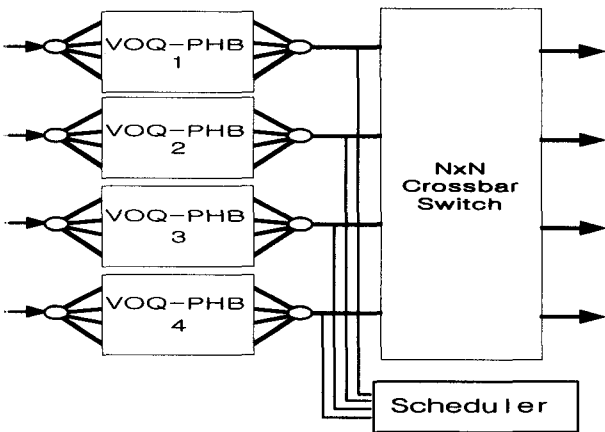 VOQ-PHB
1
VOQ-PHB
2
VOQ-PHB
3
VOQ-PHB
4
NxN
Crossbar
Switch
Scheduler